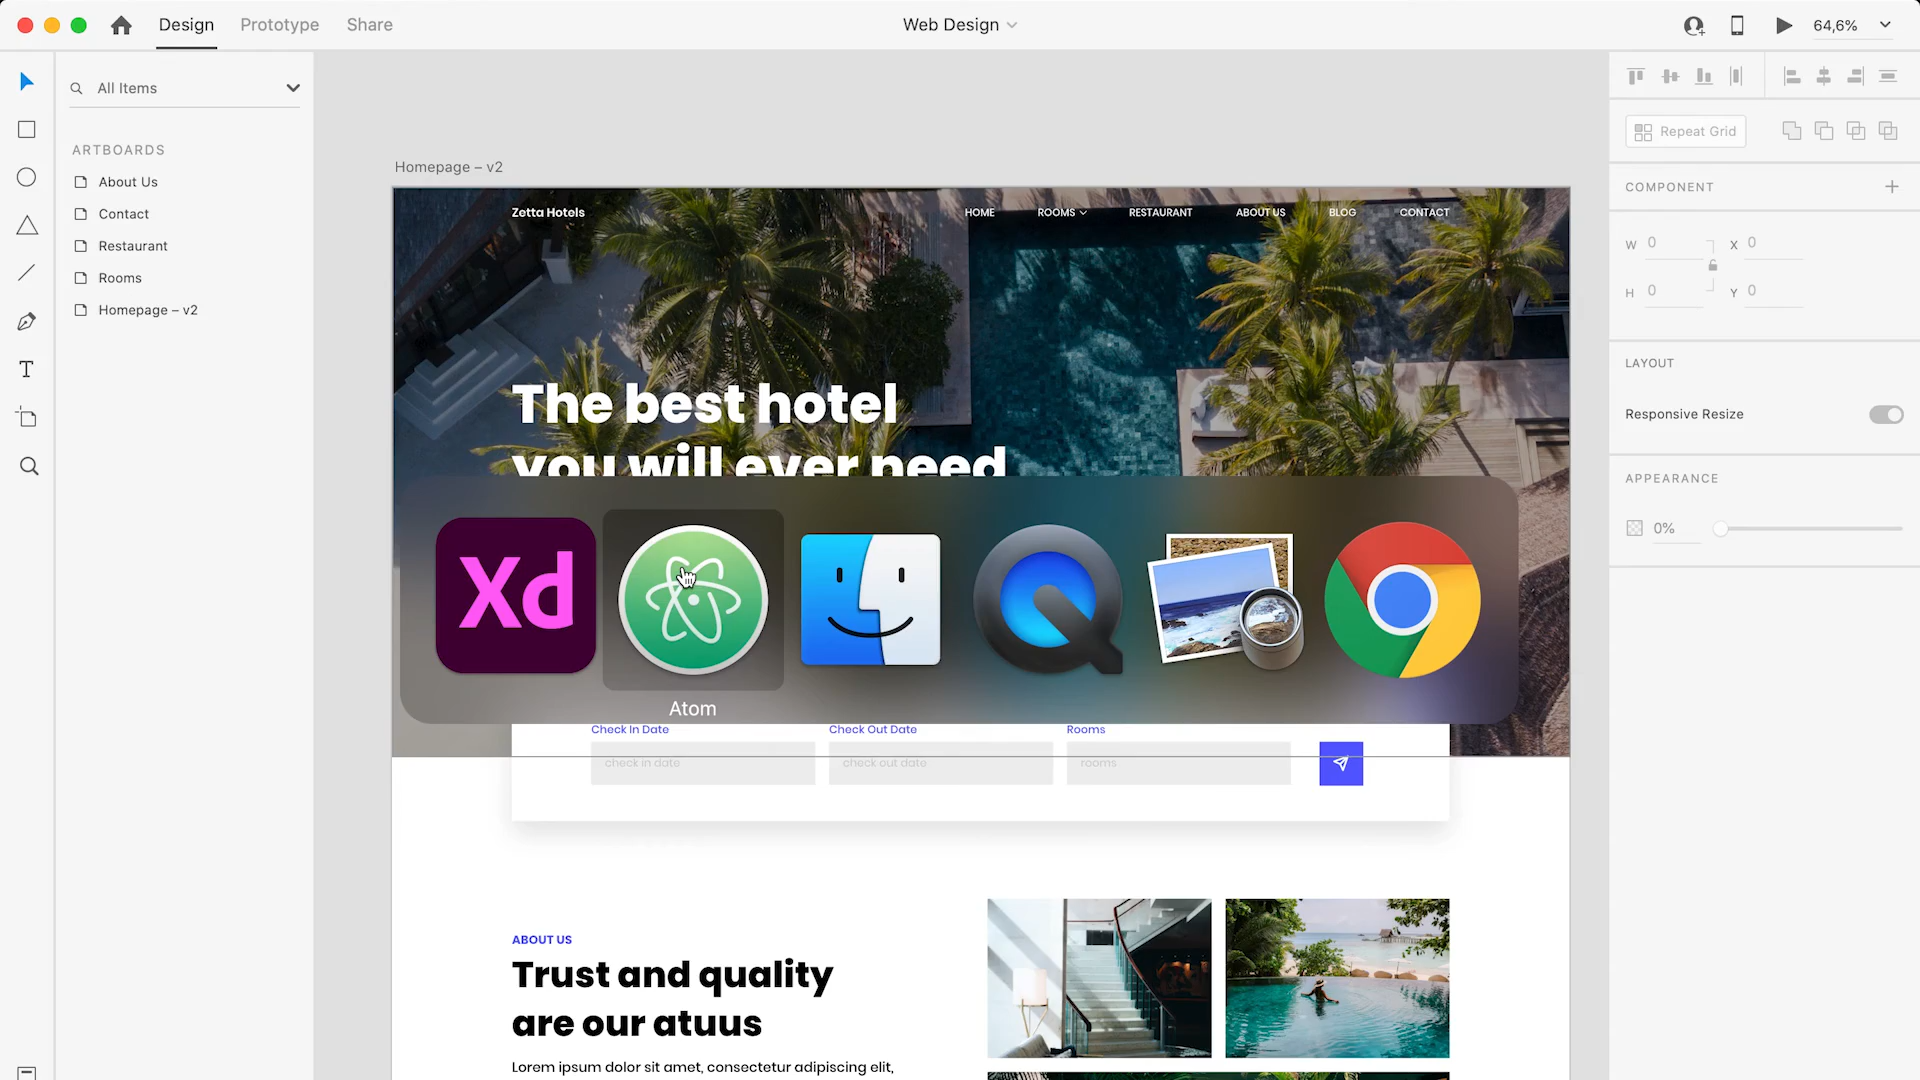 Design
Prototype
Share
Web Design
64,6%
All Items
ARTBOARDS
About Us
Contact
Restaurant
Rooms
Homepage – v2
Homepage – v2
Zetta Hotels
HOME
ROOMS
RESTAURANT
ABOUT US
BLOG
CONTACT
The best hotel
you will ever need
Xd
Atom
Check In Date
Check Out Date
Rooms
check in date
check out date
rooms
ABOUT US
Trust and quality
are our atuus
Lorem ipsum dolor sit amet, consectetur adipiscing elit,
Repeat Grid
COMPONENT
W 0
X 0
H 0
Y 0
LAYOUT
Responsive Resize
APPEARANCE
0%